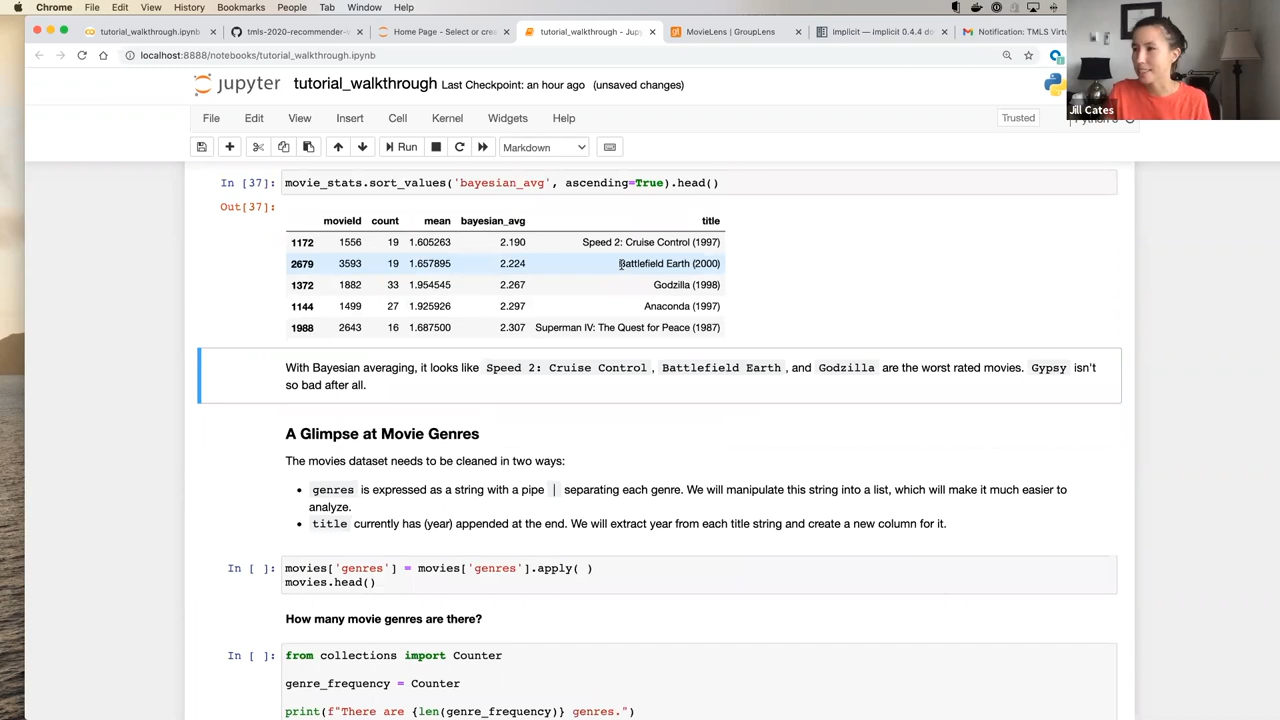 Chrome File Edit View History Bookmarks People Tab Window Help
tutorial_walkthrough.ipynb
tmls-2020-recommender-
Home Page - Select or cre
tutorial_walkthrough - Jup
MovieLens | GroupLens
Implicit — implicit 0.4.4 do
Notification: TMLS Virtu
localhost:8888/notebooks/tutorial_walkthrough.ipynb
jupyter tutorial_walkthrough Last Checkpoint: an hour ago (unsaved changes)
Jill Cates
File Edit View Insert Cell Kernel Widgets Help
Trusted
Run
Markdown
In [37]: movie_stats.sort_values('bayesian_avg', ascending=True).head()
Out[37]:
movieId count mean bayesian_avg title
1172 1556 19 1.605263 2.190 Speed 2: Cruise Control (1997)
2679 3593 19 1.657895 2.224 Battlefield Earth (2000)
1372 1882 33 1.954545 2.267 Godzilla (1998)
1144 1499 27 1.925926 2.297 Anaconda (1997)
1988 2643 16 1.687500 2.307 Superman IV: The Quest for Peace (1987)
With Bayesian averaging, it looks like Speed 2: Cruise Control, Battlefield Earth, and Godzilla are the worst rated movies. Gypsy isn't
so bad after all.
A Glimpse at Movie Genres
The movies dataset needs to be cleaned in two ways:
• genres is expressed as a string with a pipe | separating each genre. We will manipulate this string into a list, which will make it much easier to
analyze.
• title currently has (year) appended at the end. We will extract year from each title string and create a new column for it.
In [ ]: movies['genres'] = movies['genres'].apply( )
movies.head()
How many movie genres are there?
In [ ]: from collections import Counter
genre_frequency = Counter
print(f"There are {len(genre_frequency)} genres.")